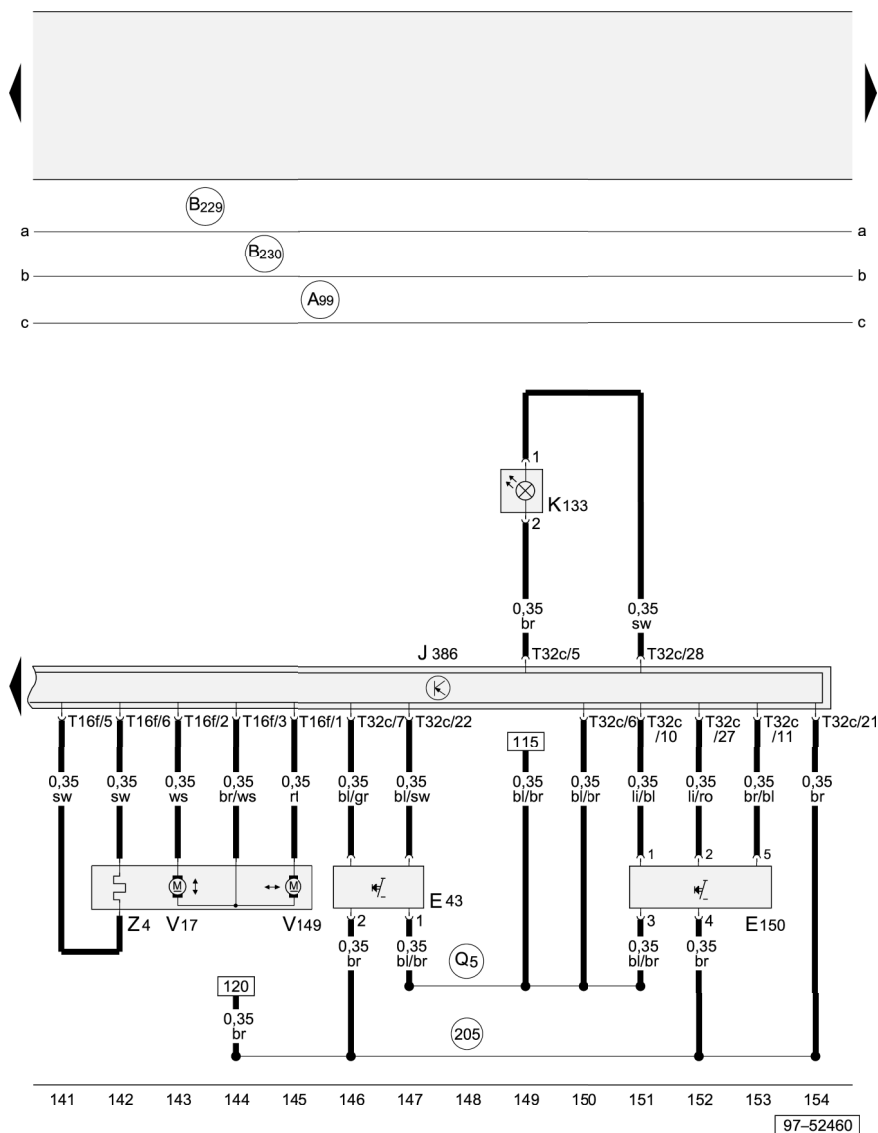 B229
a a
B230
b b
A99
c c
1
K133
2
0,35 0,35
br sw
J 386 T32c/5 T32c/28
T16f/5 T16f/6 T16f/2 T16f/3 T16f/1 T32c/7 T32c/22 T32c/6 T32c/10 T32c/27 T32c/11 T32c/21
115
0,35 0,35 0,35 0,35 0,35 0,35 0,35 0,35 0,35 0,35 0,35 0,35 0,35
sw sw ws br/ws rl bl/gr bl/sw bl/br bl/br li/bl li/ro br/bl br
1 2 5
M M
Z4 V17 V149 E43 E150
2 1 3 4
0,35 0,35 0,35 0,35
br bl/br bl/br br
Q5
120
0,35
br
205
141 142 143 144 145 146 147 148 149 150 151 152 153 154
97–52460